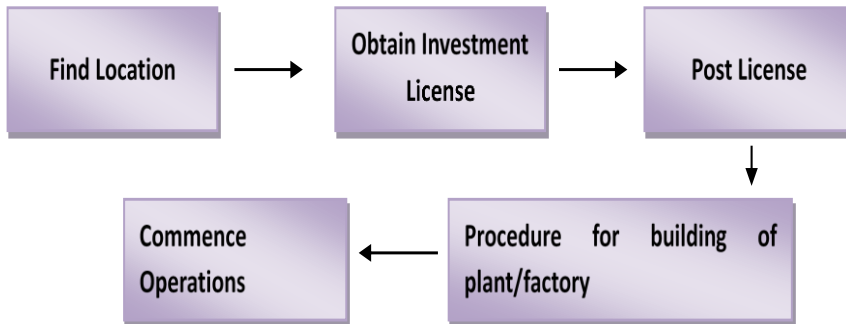 Find Location
Obtain Investment
License
Post License
Procedure for building of
plant/factory
Commence
Operations